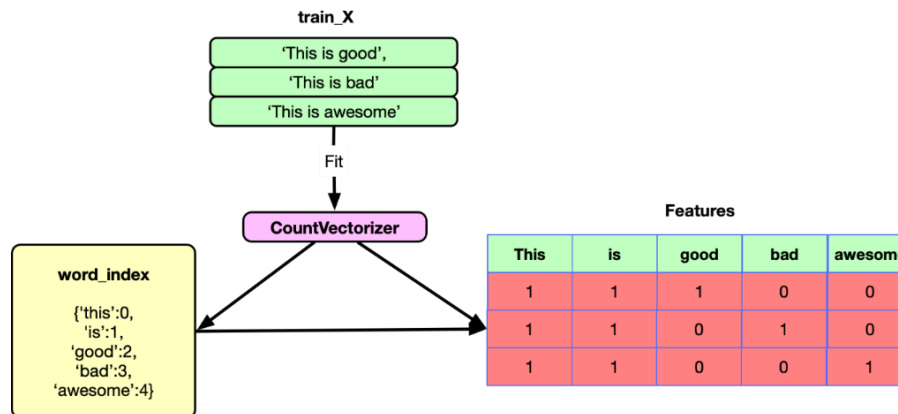 train_X
‘This is good’,
‘This is bad’
‘This is awesome’
Fit
CountVectorizer
Features
word_index
{'this':0,
'is':1,
‘good’:2,
‘bad’:3,
‘awesome’:4}
This is good bad awesome
1 1 1 0 0
1 1 0 1 0
1 1 0 0 1